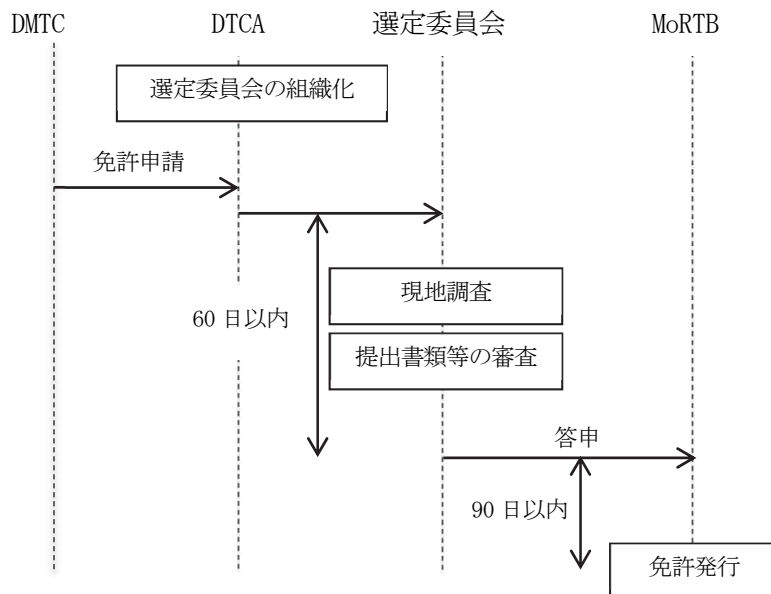 DMTC DTCA 選定委員会 MoRTB
選定委員会の組織化
免許申請
現地調査
60 日以内
提出書類等の審査
答申
90 日以内
免許発行